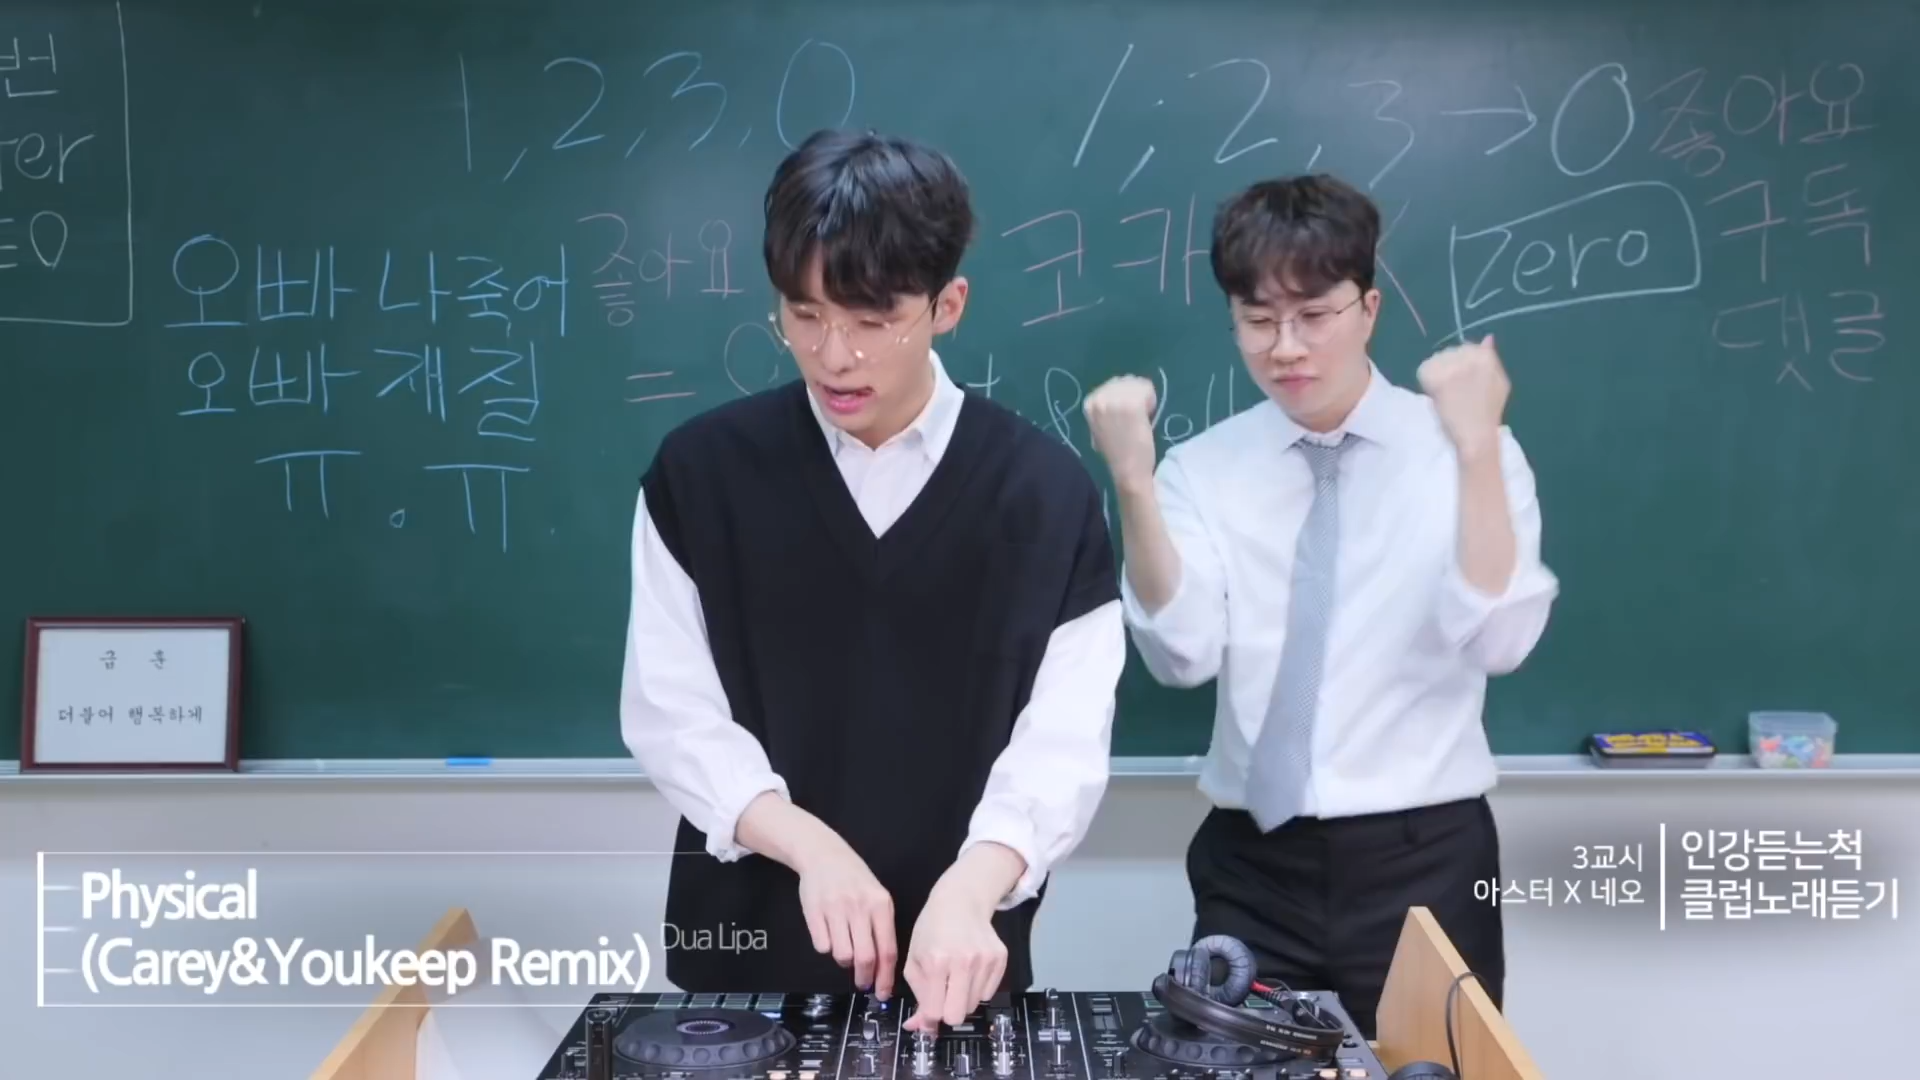 번
1,2,3,0
1,2,3→0
좋아요
구독
댓글
오빠 나 죽어
오빠 재질
ㅠ.ㅠ.
좋아요
코카
Zero
=
급 훈
더불어 행복하게
Physical
(Carey&Youkeep Remix)
Dua Lipa
3교시
아스터 X 네오
인강듣는척
클럽노래듣기